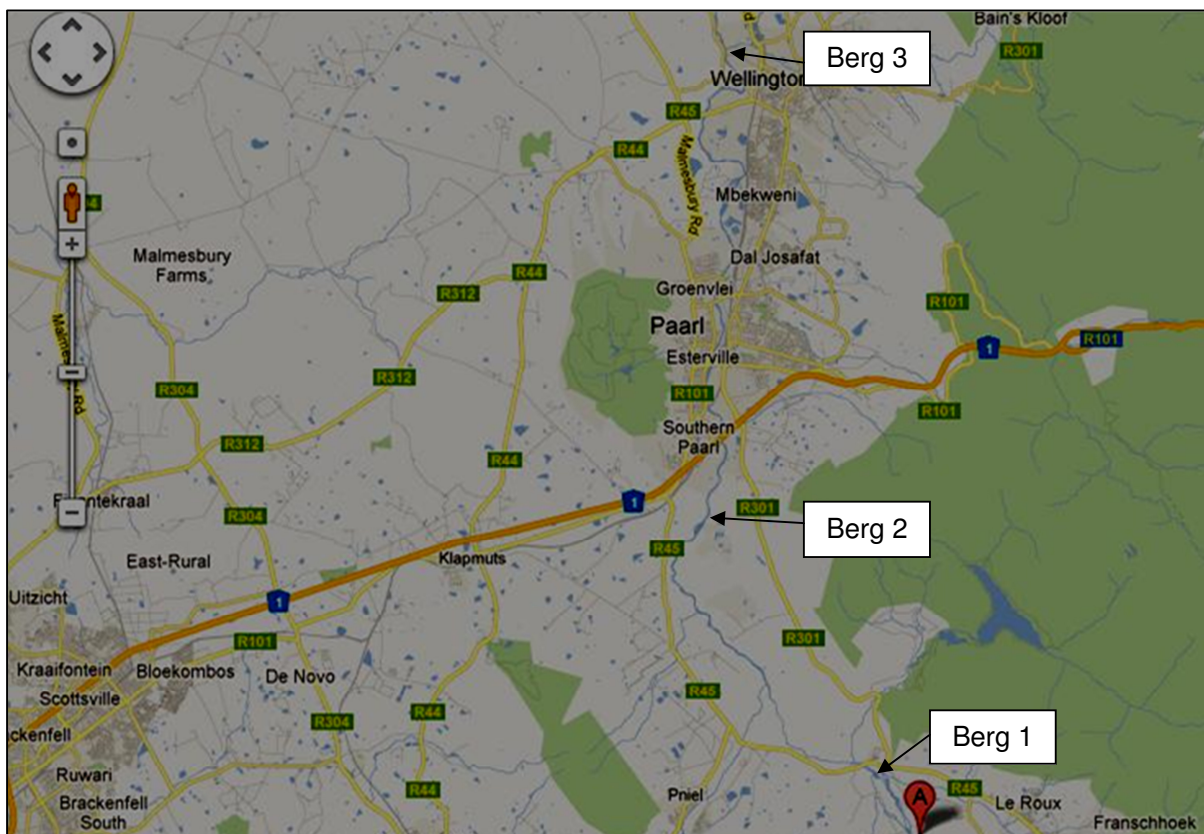 Bain's Kloof
R301
Berg 3
Wellington
R45
R44
Malmesbury Rd
Mbekweni
Malmesbury
Farms
Dal Josafat
R44
R312
Groenvlei
R101
Paarl
1
R101
Esterville
R312
R304
R101
R101
Southern
Paarl
R312
R44
1
R301
Berg 2
R304
R45
East-Rural
Klapmuts
Uitzicht
1
R101
R301
Kraaifontein
Bloekombos
De Novo
Scottsville
R45
R44
R304
Berg 1
Ruwari
R44
Pniel
A
R45
Le Roux
Brackenfell
South
Franschhoek